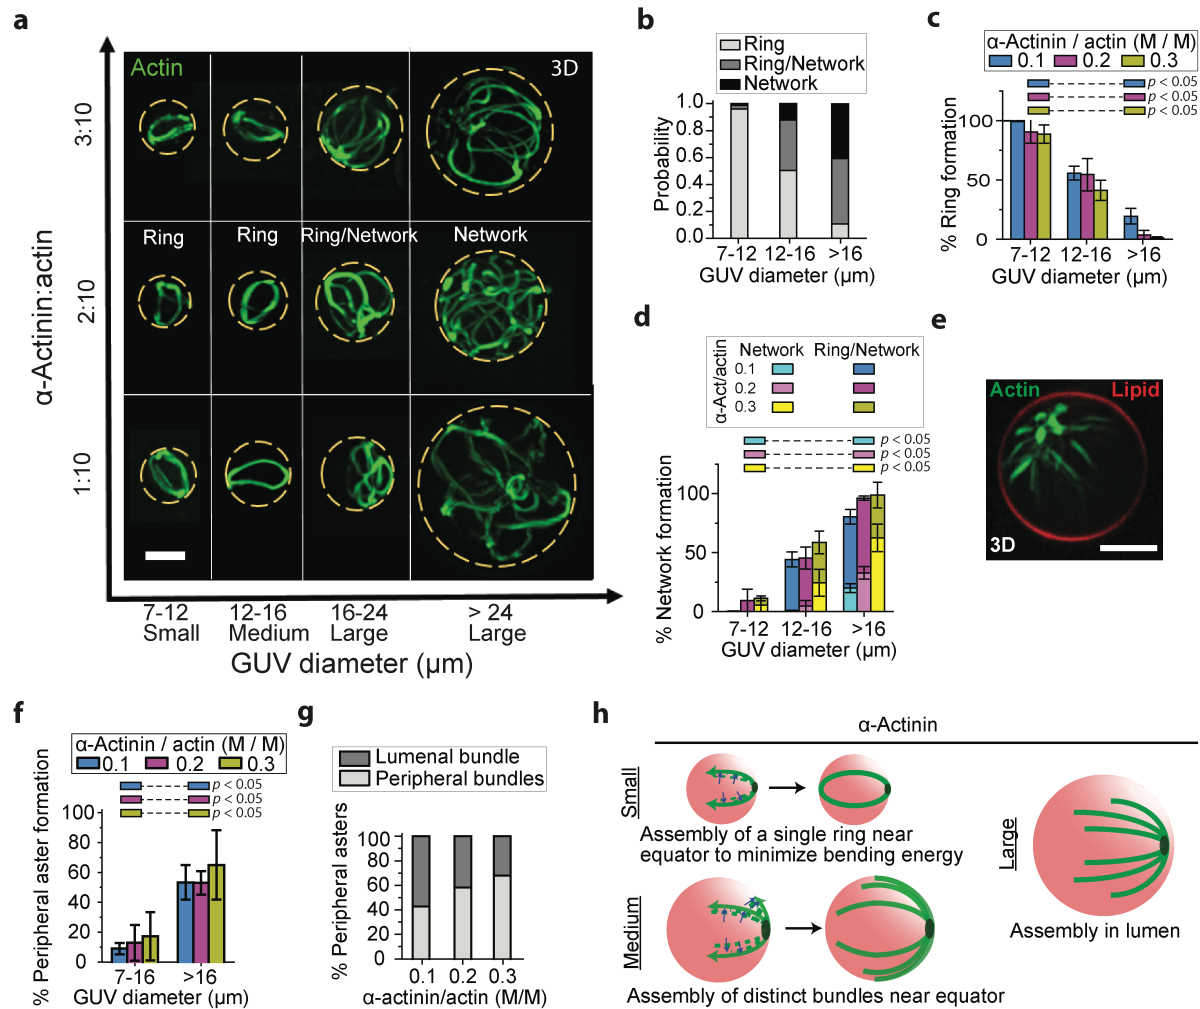 a
α-Actinin:actin
3:10
2:10
1:10
Actin
3D
Ring
Ring
Ring/Network
Network
7-12
12-16
16-24
> 24
Small
Medium
Large
Large
GUV diameter (μm)
b
Ring
Ring/Network
Network
Probability
1.0
0.8
0.6
0.4
0.2
0.0
7-12
12-16
>16
GUV diameter (μm)
c
α-Actinin / actin (M / M)
0.1
0.2
0.3
p < 0.05
p < 0.05
p < 0.05
% Ring formation
100
50
0
7-12
12-16
>16
GUV diameter (μm)
d
α-Act/actin
Network
Ring/Network
0.1
0.2
0.3
p < 0.05
p < 0.05
p < 0.05
% Network formation
100
50
0
7-12
12-16
>16
GUV diameter (μm)
e
Actin
Lipid
3D
f
α-Actinin / actin (M / M)
0.1
0.2
0.3
p < 0.05
p < 0.05
p < 0.05
% Peripheral aster formation
100
80
60
40
20
0
7-16
>16
GUV diameter (μm)
g
Lumenal bundle
Peripheral bundles
% Peripheral asters
100
80
60
40
20
0
0.1
0.2
0.3
α-actinin/actin (M/M)
h
α-Actinin
Small
Assembly of a single ring near
equator to minimize bending energy
Medium
Assembly of distinct bundles near equator
Large
Assembly in lumen